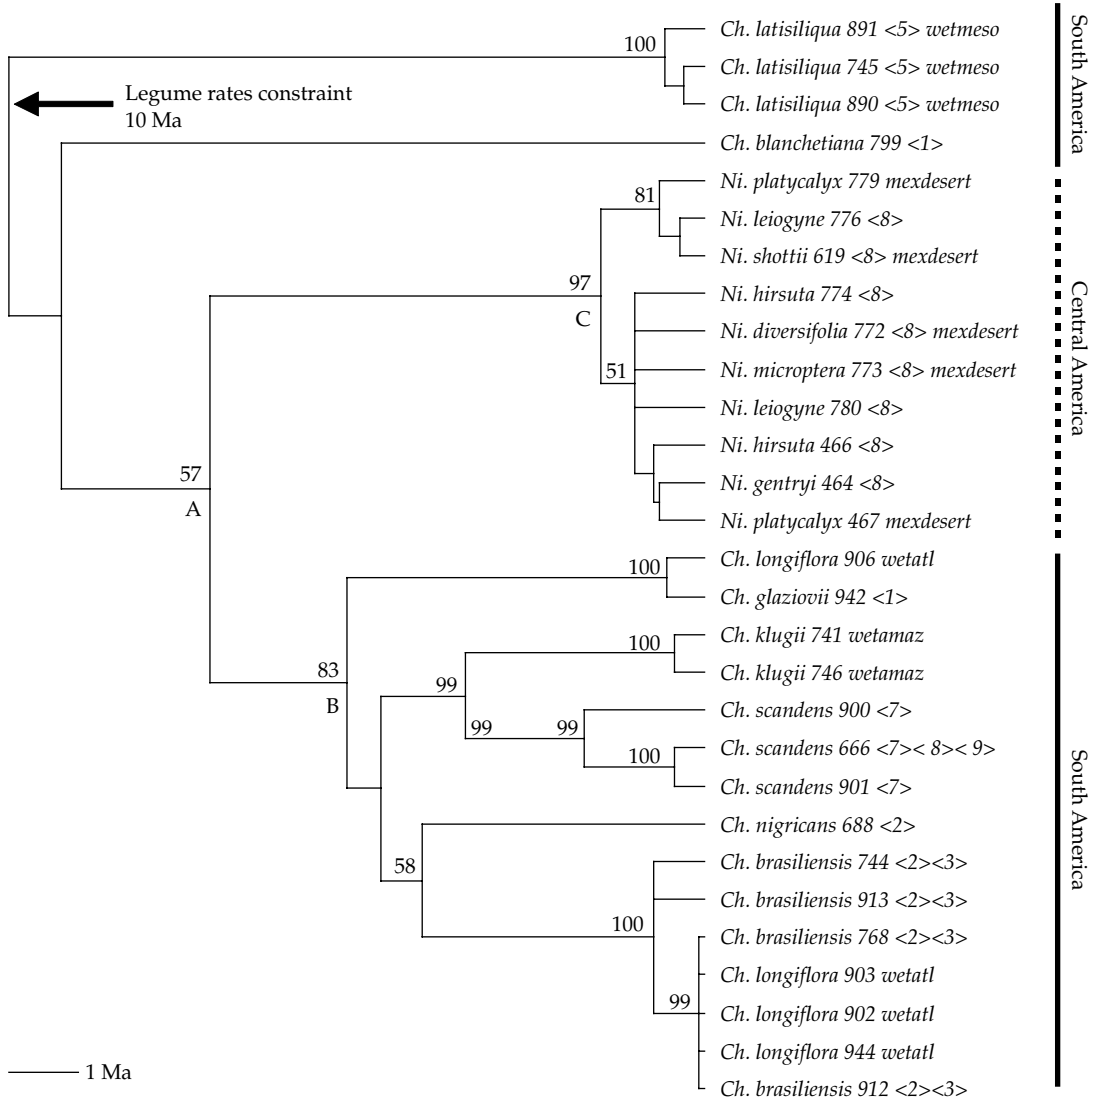 Ch. latisiliqua 891 <5> wetmeso
100
Ch. latisiliqua 745 <5> wetmeso
Legume rates constraint
10 Ma
Ch. latisiliqua 890 <5> wetmeso
South America
Ch. blanchetiana 799 <1>
Ni. platycalyx 779 mexdesert
81
Ni. leiogyne 776 <8>
Ni. shottii 619 <8> mexdesert
97
C
Ni. hirsuta 774 <8>
Ni. diversifolia 772 <8> mexdesert
Ni. microptera 773 <8> mexdesert
51
Ni. leiogyne 780 <8>
Central America
Ni. hirsuta 466 <8>
57
A
Ni. gentryi 464 <8>
Ni. platycalyx 467 mexdesert
Ch. longiflora 906 wetatl
100
Ch. glaziovii 942 <1>
Ch. klugii 741 wetamaz
100
Ch. klugii 746 wetamaz
83
B
99
Ch. scandens 900 <7>
99
99
Ch. scandens 666 <7>< 8>< 9>
100
Ch. scandens 901 <7>
South America
Ch. nigricans 688 <2>
58
Ch. brasiliensis 744 <2><3>
Ch. brasiliensis 913 <2><3>
100
Ch. brasiliensis 768 <2><3>
Ch. longiflora 903 wetatl
99
Ch. longiflora 902 wetatl
Ch. longiflora 944 wetatl
1 Ma
Ch. brasiliensis 912 <2><3>